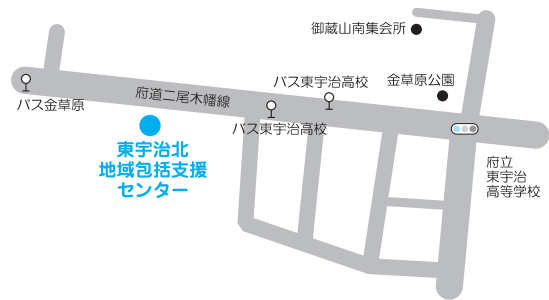 御蔵山南集会所
バス東宇治高校
金草原公園
バス金草原
府道二尾木幡線
バス東宇治高校
東宇治北
地域包括支援
センター
府立
東宇治
高等学校